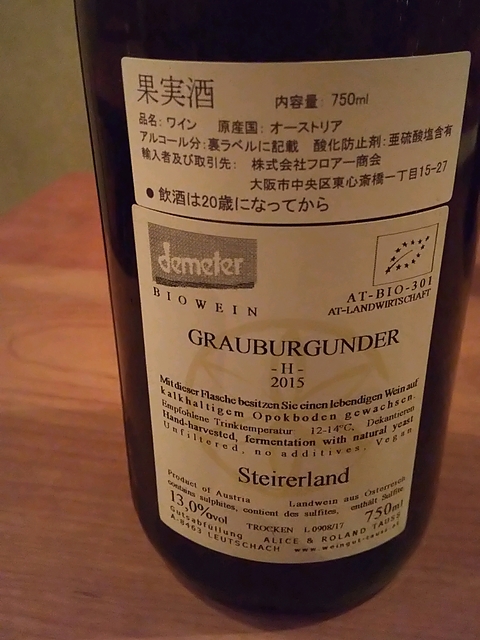 果実酒 内容量: 750ml
品名: ワイン 原産国: オーストリア
アルコール分: 裏ラベルに記載 酸化防止剤: 亜硫酸塩含有
輸入者及び取引先: 株式会社フロアー商会
大阪市中央区東心斎橋一丁目15-27
● 飲酒は20歳になってから
demeter
BIOWEIN
AT-BIO-301
AT-LANDWIRTSCHAFT
GRAUBURGUNDER
-H-
2015
Mit dieser Flasche besitzen Sie einen lebendigen Wein auf
kalkhaltigem Opokboden gewachsen.
Empfohlene Trinktemperatur: 12-14°C, Dekantieren
Hand-harvested, fermentation with natural yeast
Unfiltered, no additives, Vegan
Steirerland
Product of Austria Landwein aus Österreich
contains sulphites, contient des sulfites, enthält Sulfite
13,0%vol TROCKEN L 0908/17 750ml
Gutsabfüllung ALICE & ROLAND TAUSS
A-8463 LEUTSCHACH www.weingut-tauss.at